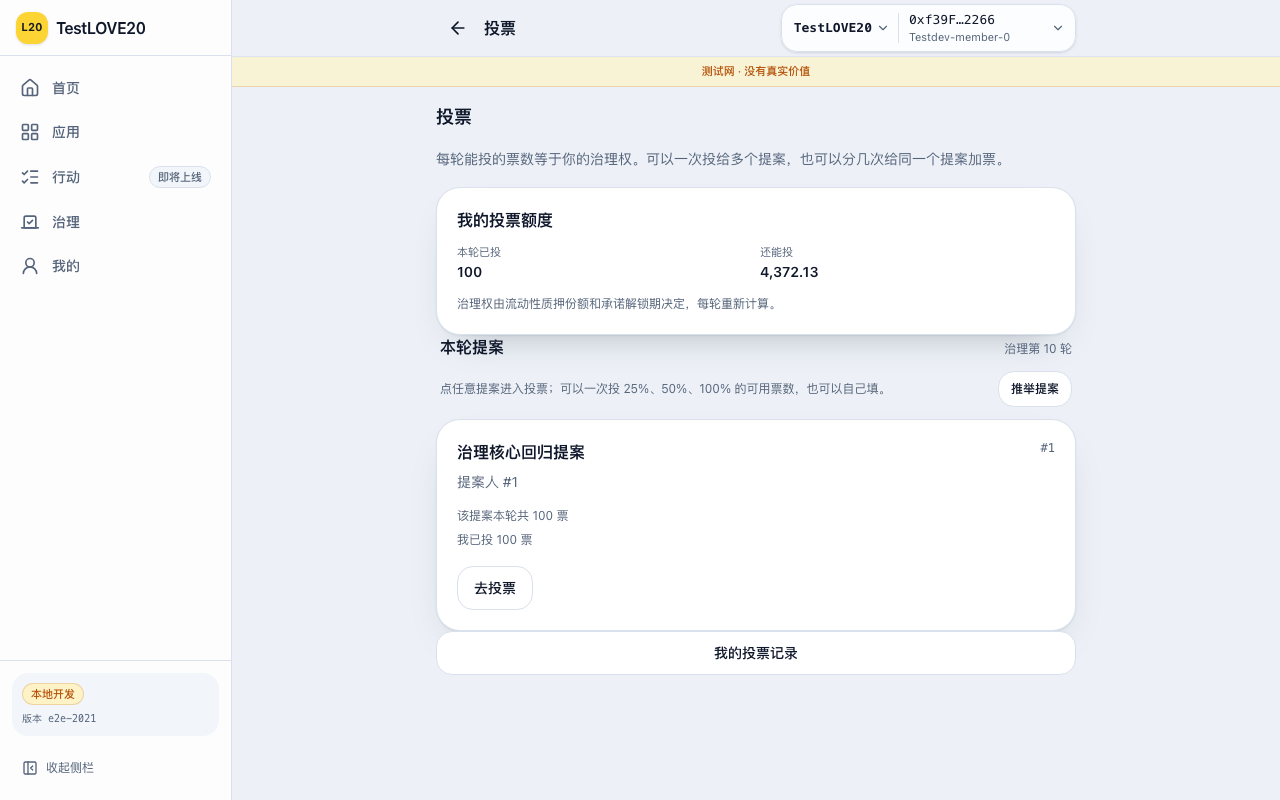 L20 TestLOVE20
首页
应用
行动 即将上线
治理
我的
本地开发
版本 e2e-2021
收起侧栏
投票
TestLOVE20
0xf39F…2266
Testdev-member-0
测试网 · 没有真实价值
投票
每轮能投的票数等于你的治理权。可以一次投给多个提案，也可以分几次给同一个提案加票。
我的投票额度
本轮已投 还能投
100 4,372.13
治理权由流动性质押份额和承诺解锁期决定，每轮重新计算。
本轮提案 治理第 10 轮
点任意提案进入投票；可以一次投 25%、50%、100% 的可用票数，也可以自己填。 推举提案
治理核心回归提案 #1
提案人 #1
该提案本轮共 100 票
我已投 100 票
去投票
我的投票记录